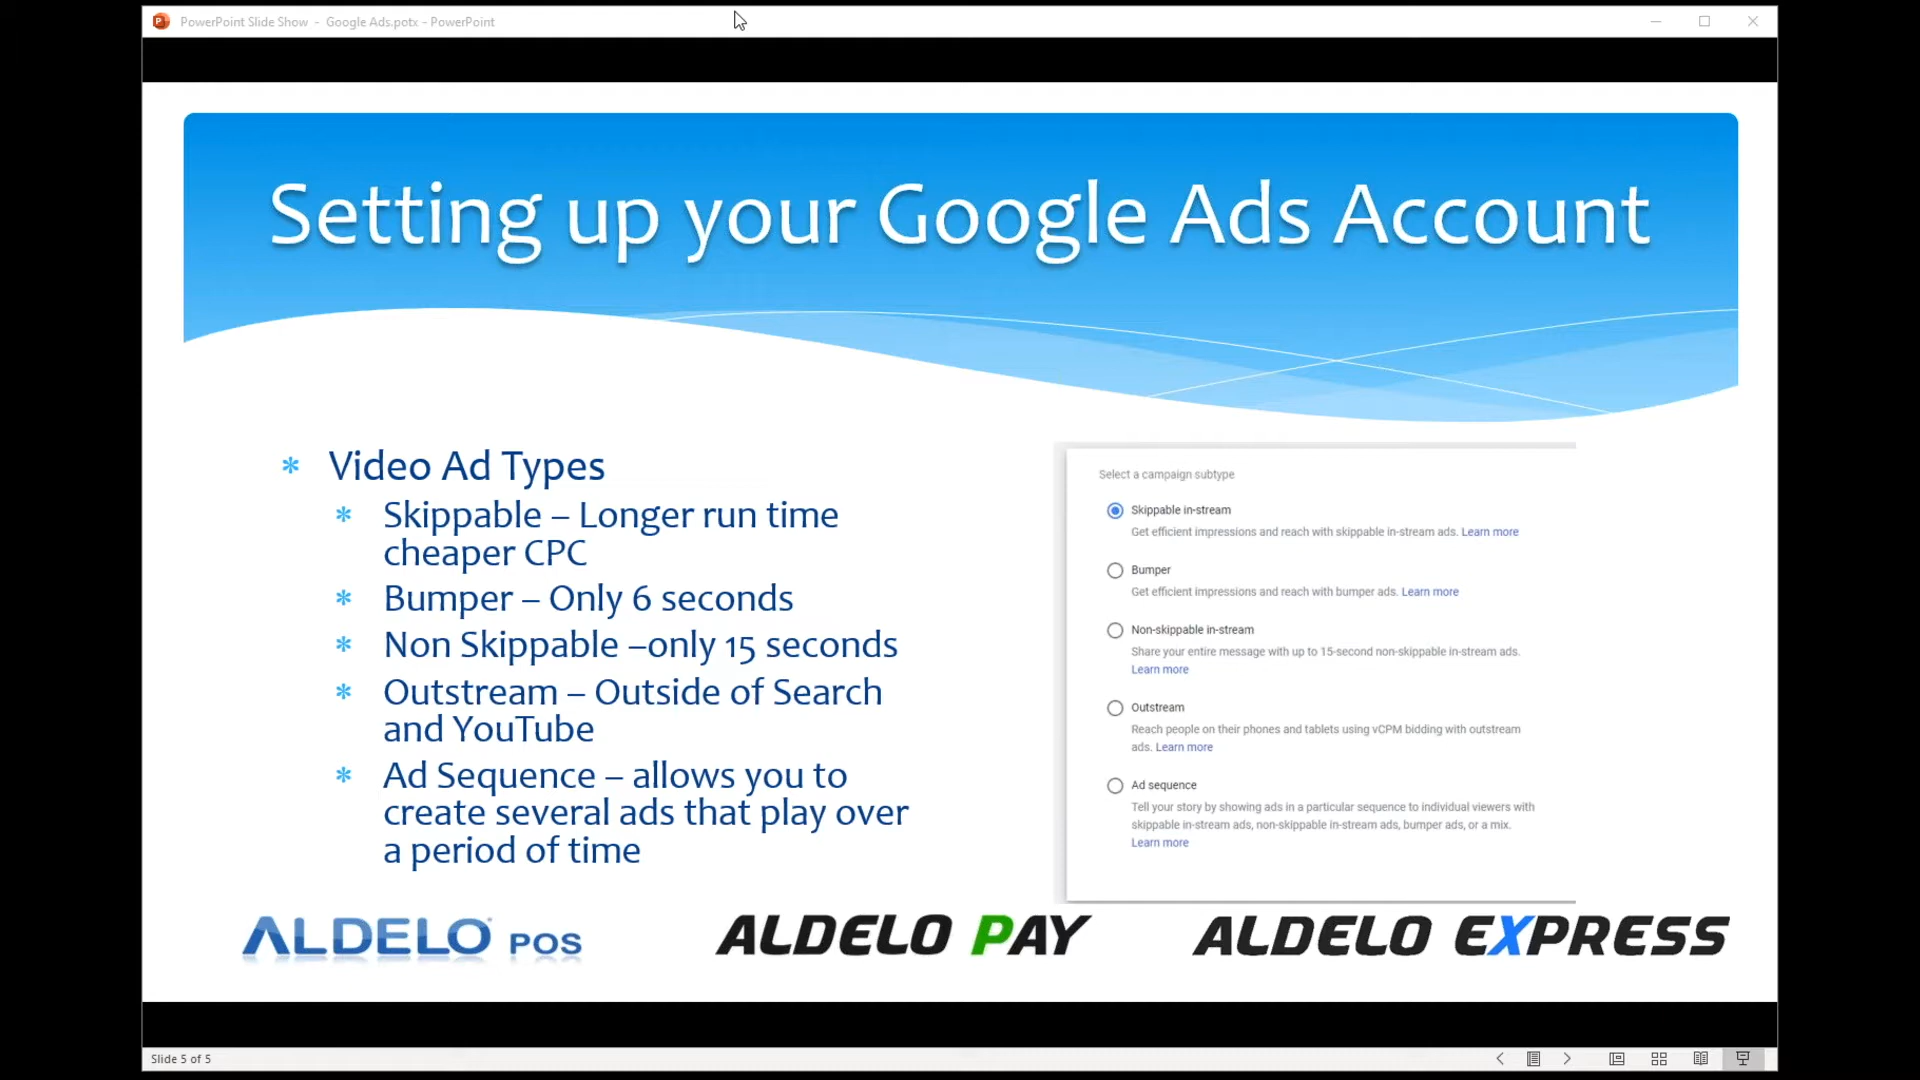 PowerPoint Slide Show - Google Ads.potx - PowerPoint
Setting up your Google Ads Account
* Video Ad Types
* Skippable – Longer run time
cheaper CPC
* Bumper – Only 6 seconds
* Non Skippable –only 15 seconds
* Outstream – Outside of Search
and YouTube
* Ad Sequence – allows you to
create several ads that play over
a period of time
Select a campaign subtype
Skippable in-stream
Get efficient impressions and reach with skippable in-stream ads. Learn more
Bumper
Get efficient impressions and reach with bumper ads. Learn more
Non-skippable in-stream
Share your entire message with up to 15-second non-skippable in-stream ads.
Learn more
Outstream
Reach people on their phones and tablets using vCPM bidding with outstream
ads. Learn more
Ad sequence
Tell your story by showing ads in a particular sequence to individual viewers with
skippable in-stream ads, non-skippable in-stream ads, bumper ads, or a mix.
Learn more
ALDELO POS
ALDELO PAY
ALDELO EXPRESS
Slide 5 of 5